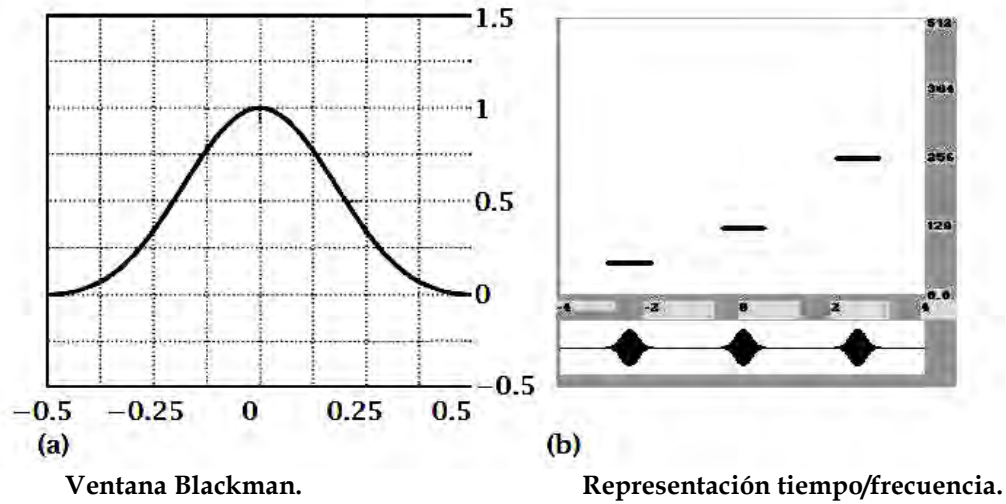 1.5
1
0.5
0
−0.5
−0.5 −0.25 0 0.25 0.5
(a)
512
384
256
128
0.0
-4 -2 0 2 4
(b)
Ventana Blackman.
Representación tiempo/frecuencia.